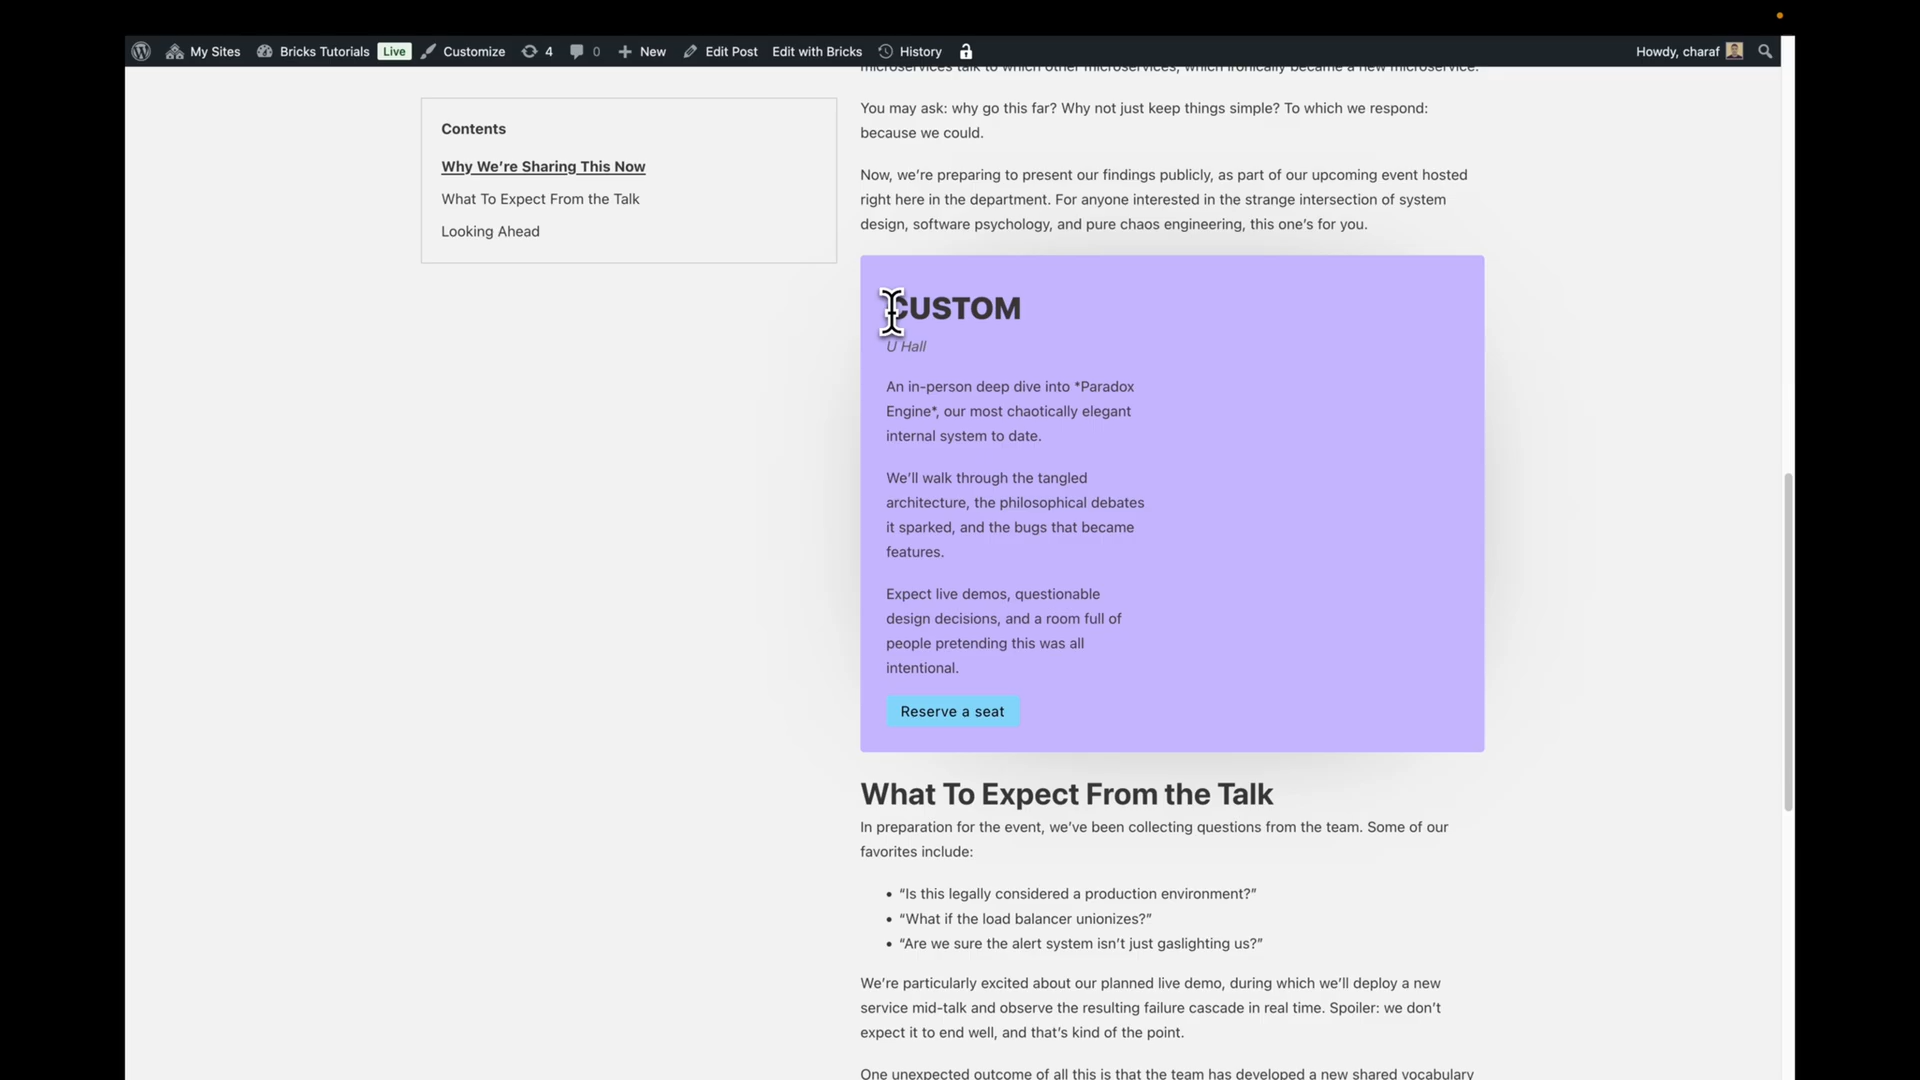 My Sites Bricks Tutorials Live Customize 4 0 New Edit Post Edit with Bricks History Howdy, charaf
microservices talk to which other microservices, which ironically became a new microservice.
Contents
Why We’re Sharing This Now
What To Expect From the Talk
Looking Ahead
You may ask: why go this far? Why not just keep things simple? To which we respond:
because we could.
Now, we’re preparing to present our findings publicly, as part of our upcoming event hosted
right here in the department. For anyone interested in the strange intersection of system
design, software psychology, and pure chaos engineering, this one’s for you.
CUSTOM
U Hall
An in-person deep dive into *Paradox
Engine*, our most chaotically elegant
internal system to date.
We’ll walk through the tangled
architecture, the philosophical debates
it sparked, and the bugs that became
features.
Expect live demos, questionable
design decisions, and a room full of
people pretending this was all
intentional.
Reserve a seat
What To Expect From the Talk
In preparation for the event, we’ve been collecting questions from the team. Some of our
favorites include:
• “Is this legally considered a production environment?”
• “What if the load balancer unionizes?”
• “Are we sure the alert system isn’t just gaslighting us?”
We’re particularly excited about our planned live demo, during which we’ll deploy a new
service mid-talk and observe the resulting failure cascade in real time. Spoiler: we don’t
expect it to end well, and that’s kind of the point.
One unexpected outcome of all this is that the team has developed a new shared vocabulary